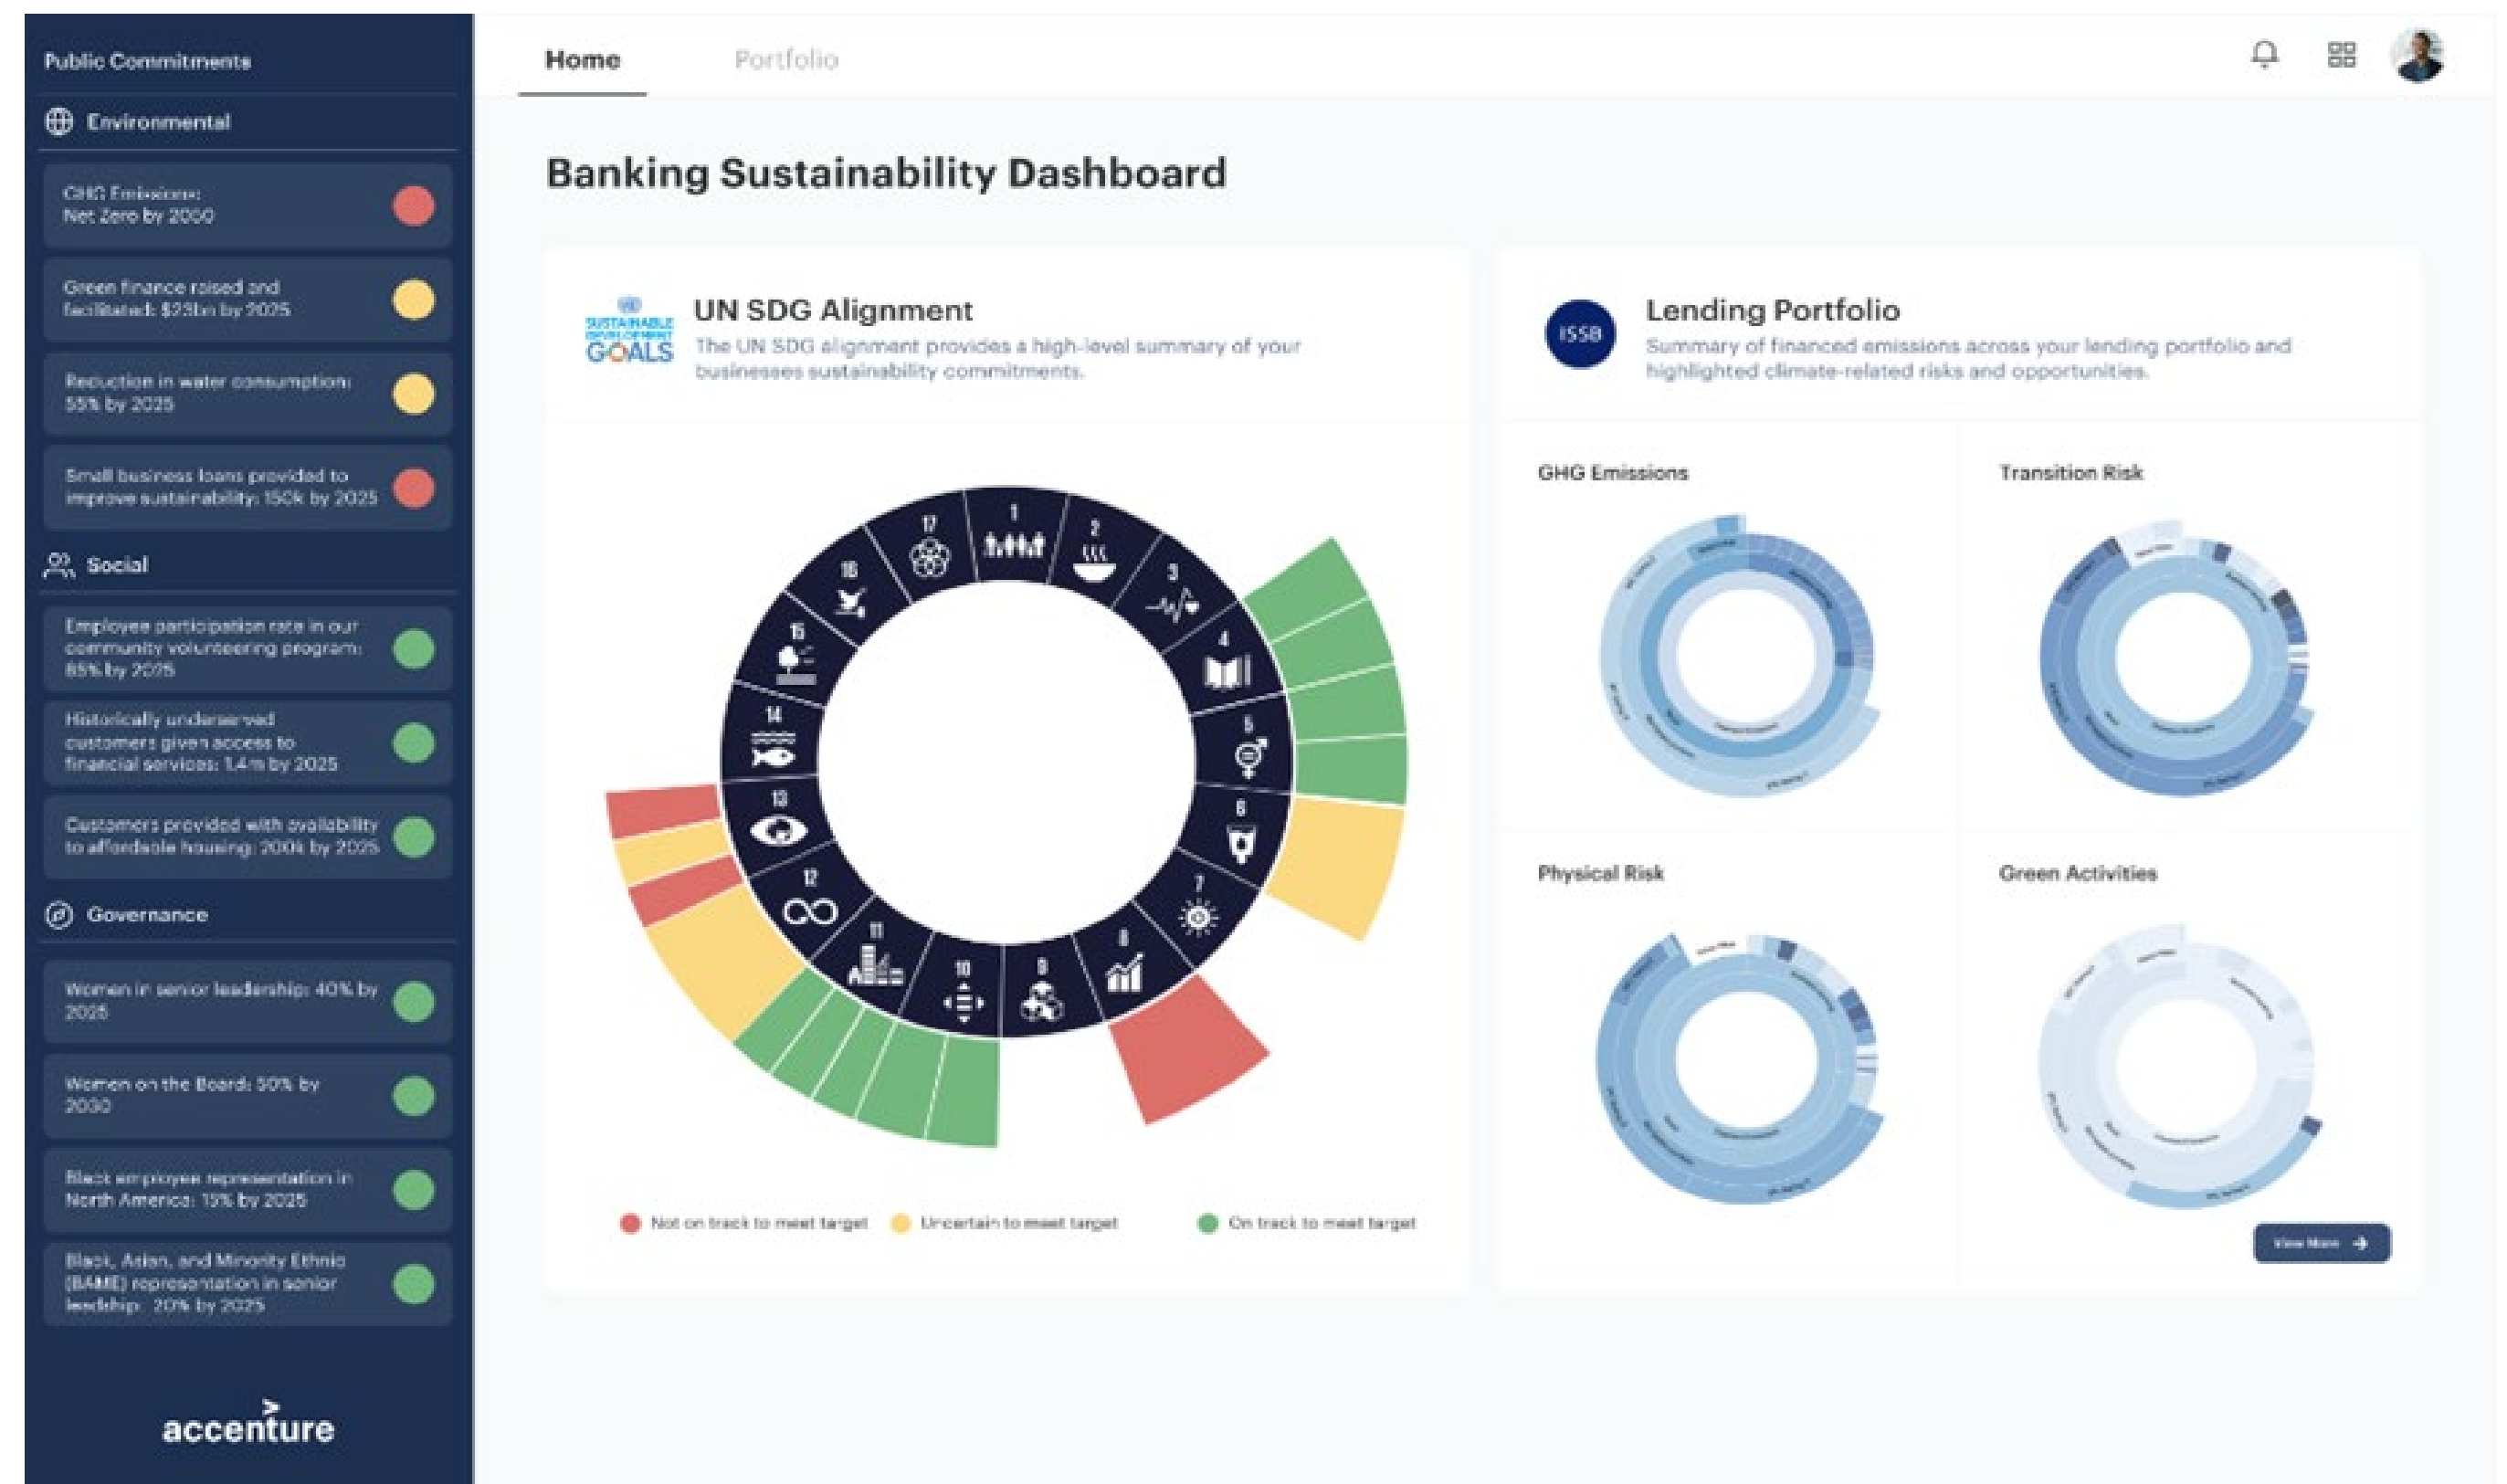 Public Commitments
Environmental
GHG Emissions:
Net Zero by 2050
Green finance raised and
facilitated: $23bn by 2025
Reduction in water consumption:
55% by 2025
Small business loans provided to
improve sustainability: 150k by 2025
Social
Employee participation rate in our
community volunteering program:
85% by 2025
Historically underserved
customers given access to
financial services: 1.4m by 2025
Customers provided with availability
to affordable housing: 200k by 2025
Governance
Women in senior leadership: 40% by
2025
Women on the Board: 50% by
2030
Black employee representation in
North America: 15% by 2025
Black, Asian, and Minority Ethnic
(BAME) representation in senior
leadship: 20% by 2025
accenture
Home
Portfolio
Banking Sustainability Dashboard
SUSTAINABLE
DEVELOPMENT
GOALS
UN SDG Alignment
The UN SDG alignment provides a high-level summary of your
businesses sustainability commitments.
1
2
3
4
5
6
7
8
9
10
11
12
13
14
15
16
17
Not on track to meet target
Uncertain to meet target
On track to meet target
ISSB
Lending Portfolio
Summary of financed emissions across your lending portfolio and
highlighted climate-related risks and opportunities.
GHG Emissions
Transition Risk
Physical Risk
Green Activities
View More